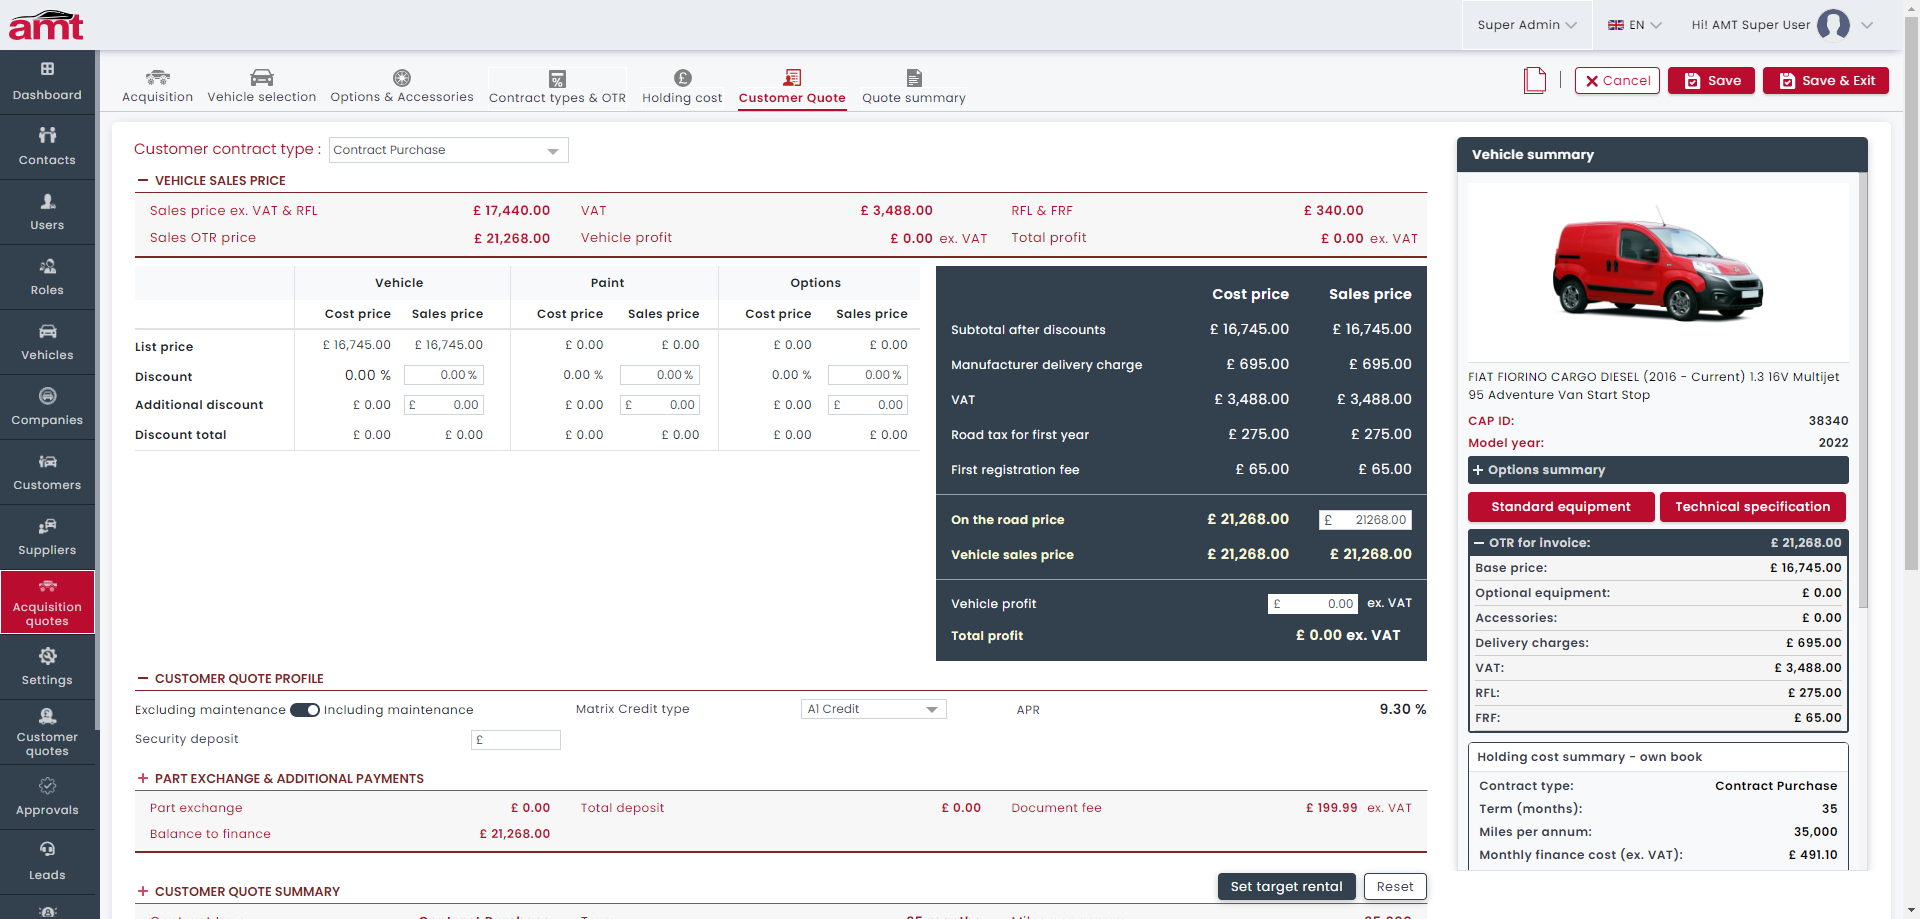 amt
Super Admin
EN
Hi! AMT Super User
Dashboard
Contacts
Users
Roles
Vehicles
Companies
Customers
Suppliers
Acquisition
quotes
Settings
Customer
quotes
Approvals
Leads
Acquisition
Vehicle selection
Options & Accessories
Contract types & OTR
Holding cost
Customer Quote
Quote summary
Cancel
Save
Save & Exit
Customer contract type : Contract Purchase
VEHICLE SALES PRICE
Sales price ex. VAT & RFL £ 17,440.00 VAT £ 3,488.00 RFL & FRF £ 340.00
Sales OTR price £ 21,268.00 Vehicle profit £ 0.00 ex. VAT Total profit £ 0.00 ex. VAT
Vehicle Paint Options
Cost price Sales price Cost price Sales price Cost price Sales price
List price £ 16,745.00 £ 16,745.00 £ 0.00 £ 0.00 £ 0.00 £ 0.00
Discount 0.00 % 0.00 % 0.00 % 0.00 % 0.00 % 0.00 %
Additional discount £ 0.00 £ 0.00 £ 0.00 £ 0.00 £ 0.00 £ 0.00
Discount total £ 0.00 £ 0.00 £ 0.00 £ 0.00 £ 0.00 £ 0.00
Cost price Sales price
Subtotal after discounts £ 16,745.00 £ 16,745.00
Manufacturer delivery charge £ 695.00 £ 695.00
VAT £ 3,488.00 £ 3,488.00
Road tax for first year £ 275.00 £ 275.00
First registration fee £ 65.00 £ 65.00
On the road price £ 21,268.00 £ 21268.00
Vehicle sales price £ 21,268.00 £ 21,268.00
Vehicle profit £ 0.00 ex. VAT
Total profit £ 0.00 ex. VAT
CUSTOMER QUOTE PROFILE
Excluding maintenance Including maintenance Matrix Credit type A1 Credit APR 9.30 %
Security deposit £
PART EXCHANGE & ADDITIONAL PAYMENTS
Part exchange £ 0.00 Total deposit £ 0.00 Document fee £ 199.99 ex. VAT
Balance to finance £ 21,268.00
CUSTOMER QUOTE SUMMARY
Set target rental
Reset
Vehicle summary
FIAT FIORINO CARGO DIESEL (2016 - Current) 1.3 16V Multijet
95 Adventure Van Start Stop
CAP ID: 38340
Model year: 2022
Options summary
Standard equipment
Technical specification
OTR for invoice: £ 21,268.00
Base price: £ 16,745.00
Optional equipment: £ 0.00
Accessories: £ 0.00
Delivery charges: £ 695.00
VAT: £ 3,488.00
RFL: £ 275.00
FRF: £ 65.00
Holding cost summary - own book
Contract type: Contract Purchase
Term (months): 35
Miles per annum: 35,000
Monthly finance cost (ex. VAT): £ 491.10